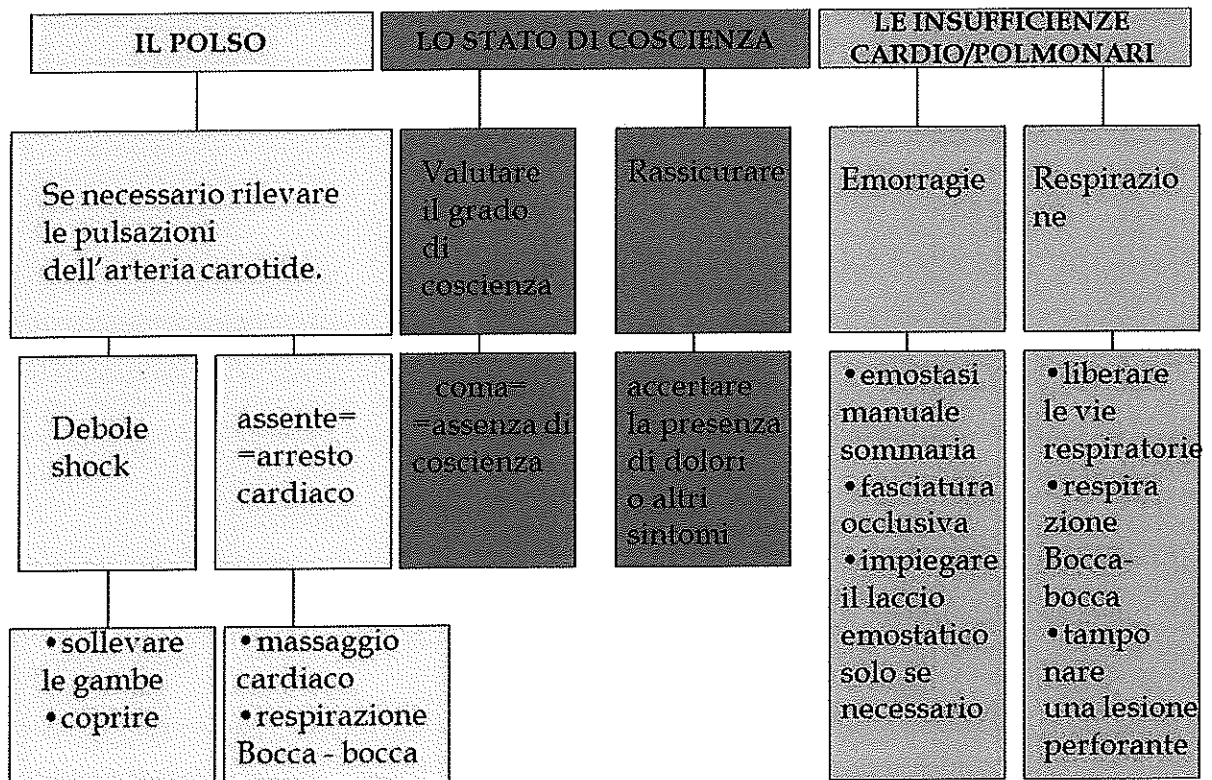 IL POLSO
Se necessario rilevare
le pulsazioni
dell'arteria carotide.
Debole
shock
•sollevare
le gambe
•coprire
assente=
=arresto
cardiaco
•massaggio
cardiaco
•respirazione
Bocca - bocca
LO STATO DI COSCIENZA
Valutare
il grado
di
coscienza
coma=
=assenza di
coscienza
Rassicurare
accertare
la presenza
di dolori
o altri
sintomi
LE INSUFFICIENZE
CARDIO/POLMONARI
Emorragie
•emostasi
manuale
sommaria
•fasciatura
occlusiva
•impiegare
il laccio
emostatico
solo se
necessario
Respirazio
ne
•liberare
le vie
respiratorie
•respira
zione
Bocca-
bocca
•tampo
nare
una lesione
perforante